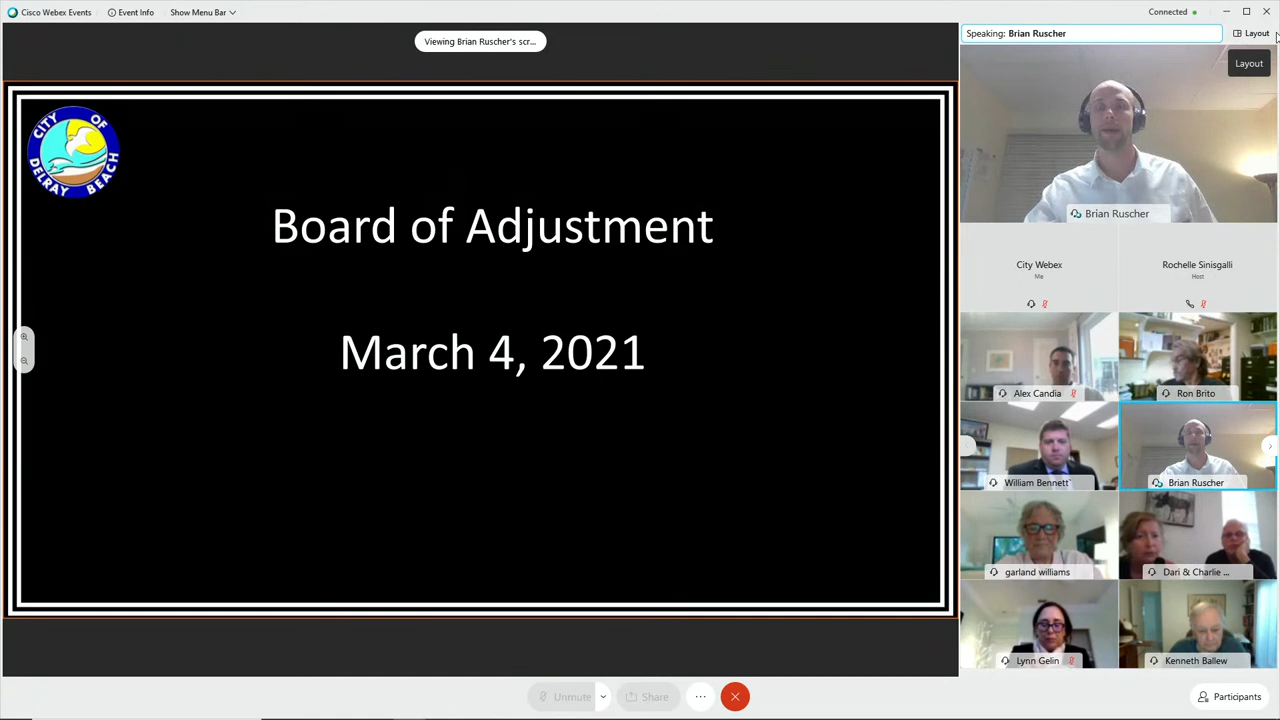 Cisco Webex Events
Event Info
Show Menu Bar
Connected
Viewing Brian Ruscher's scr...
Speaking: Brian Ruscher
Layout
Layout
CITY OF
DELRAY BEACH
Board of Adjustment
March 4, 2021
Brian Ruscher
City Webex
Me
Rochelle Sinisgalli
Host
Alex Candia
Ron Brito
William Bennett`
Brian Ruscher
garland williams
Dari & Charlie ...
Lynn Gelin
Kenneth Ballew
Unmute
Share
Participants